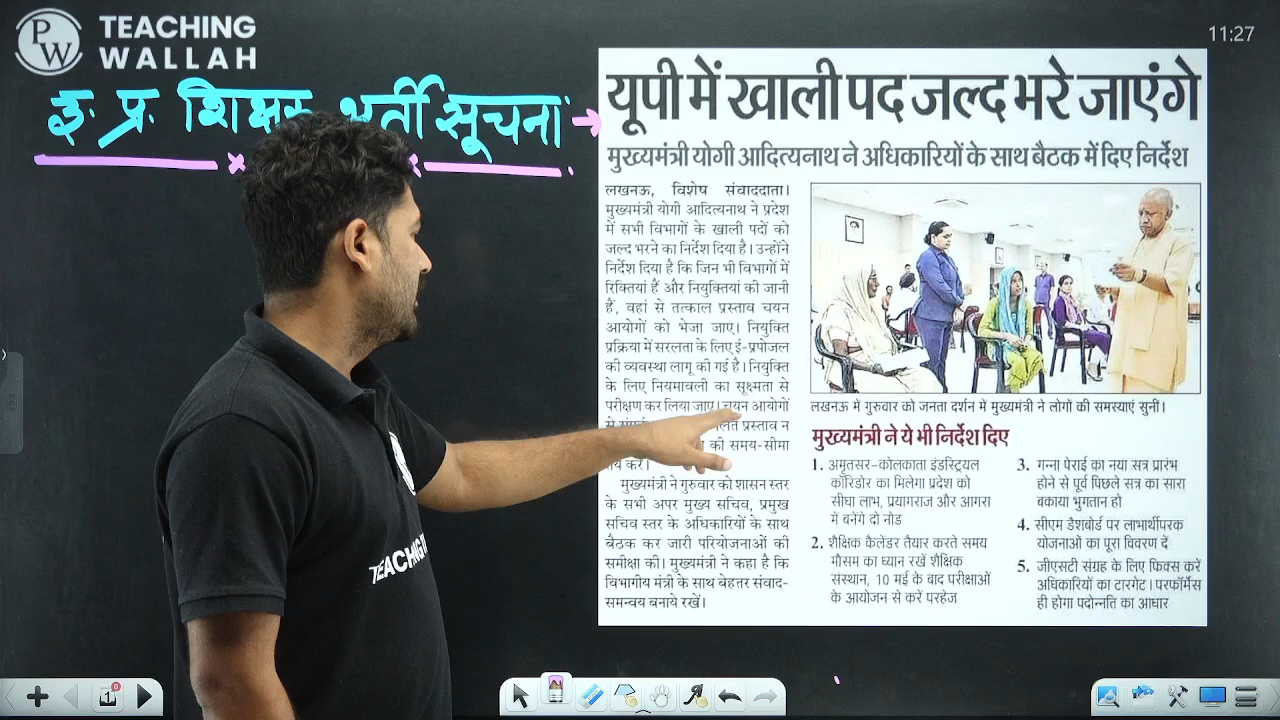 PW TEACHING
WALLAH
11:27
उ. प्र. शिक्षक भर्ती सूचना
यूपी में खाली पद जल्द भरे जाएंगे
मुख्यमंत्री योगी आदित्यनाथ ने अधिकारियों के साथ बैठक में दिए निर्देश
लखनऊ, विशेष संवाददाता।
मुख्यमंत्री योगी आदित्यनाथ ने प्रदेश
में सभी विभागों के खाली पदों को
जल्द भरने का निर्देश दिया है। उन्होंने
निर्देश दिया है कि जिन भी विभागों में
रिक्तियां हैं और नियुक्तियां की जानी
हैं, वहां से तत्काल प्रस्ताव चयन
आयोगों को भेजा जाए। नियुक्ति
प्रक्रिया में सरलता के लिए ई-प्रपोजल
की व्यवस्था लागू की गई है। नियुक्ति
के लिए नियमावली का सूक्ष्मता से
परीक्षण कर लिया जाए। चयन आयोगों
प्रस्ताव न
की समय-सीमा
करें।
मुख्यमंत्री ने गुरुवार को शासन स्तर
के सभी अपर मुख्य सचिव, प्रमुख
सचिव स्तर के अधिकारियों के साथ
बैठक कर जारी परियोजनाओं की
समीक्षा की। मुख्यमंत्री ने कहा है कि
विभागीय मंत्री के साथ बेहतर संवाद-
समन्वय बनाये रखें।
लखनऊ में गुरुवार को जनता दर्शन में मुख्यमंत्री ने लोगों की समस्याएं सुनीं।
मुख्यमंत्री ने ये भी निर्देश दिए
1. अमृतसर-कोलकाता इंडस्ट्रियल
कॉरिडोर का मिलेगा प्रदेश को
सीधा लाभ, प्रयागराज और आगरा
में बनेंगे दो नोड
2. शैक्षिक कैलेंडर तैयार करते समय
मौसम का ध्यान रखें शैक्षिक
संस्थान, 10 मई के बाद परीक्षाओं
के आयोजन से करें परहेज
3. गन्ना पेराई का नया सत्र प्रारंभ
होने से पूर्व पिछले सत्र का सारा
बकाया भुगतान हो
4. सीएम डैशबोर्ड पर लाभार्थीपरक
योजनाओं का पूरा विवरण दें
5. जीएसटी संग्रह के लिए फिक्स करें
अधिकारियों का टारगेट। परफॉर्मेंस
ही होगा पदोन्नति का आधार
1